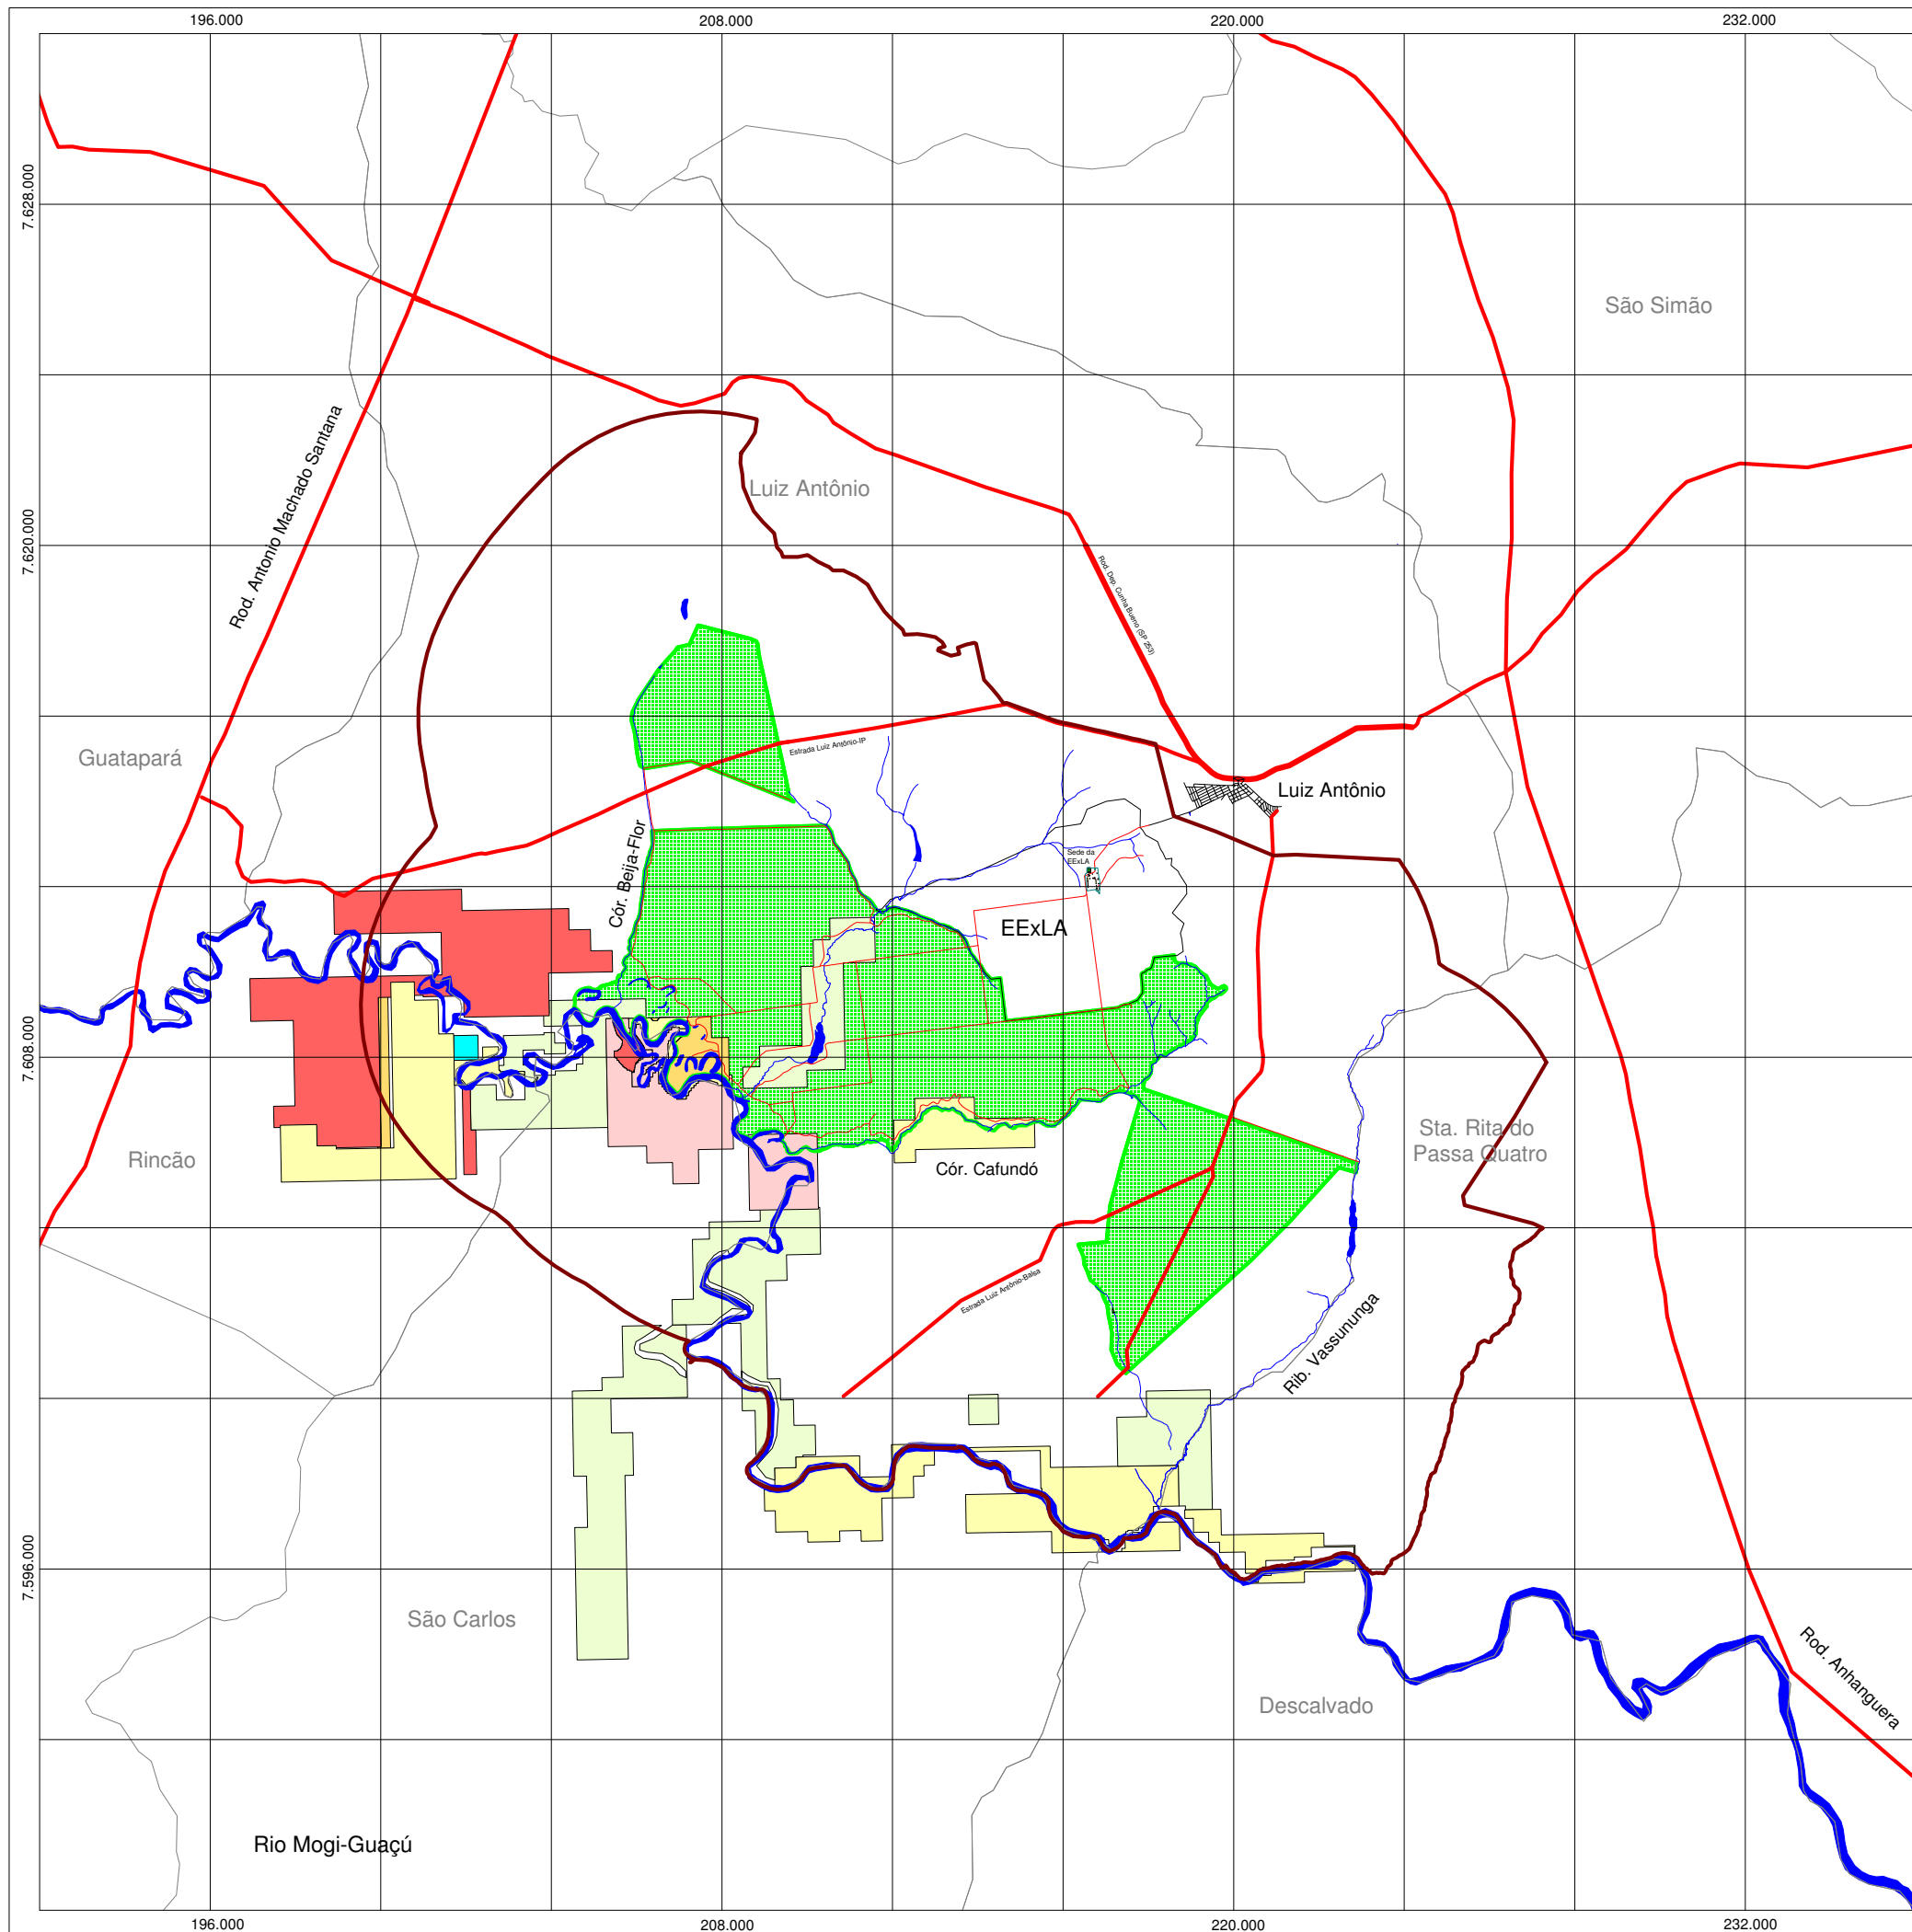 196.000
208.000
220.000
232.000
7.628.000
São Simão
Rod. Antonio Machado Santana
Luiz Antônio
7.620.000
Rod. Dep. Cunha Bueno (SP 253)
Guatapará
Estrada Luiz Antônio-IP
Luiz Antônio
Cór. Beija-Flor
Sede da
EExLA
EExLA
7.608.000
Rincão
Cór. Cafundó
Sta. Rita do
Passa Quatro
Estrada Luiz Antônio-Balsa
Rib. Vassununga
7.596.000
São Carlos
Descalvado
Rod. Anhanguera
Rio Mogi-Guaçú
196.000
208.000
220.000
232.000